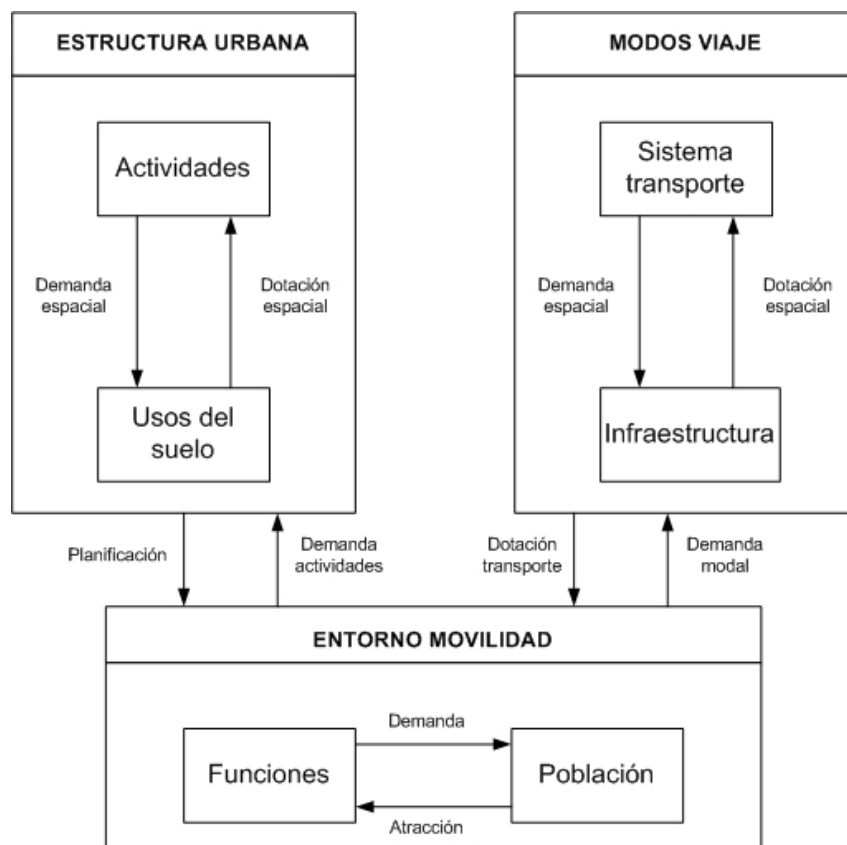 ESTRUCTURA URBANA
Actividades
Demanda
espacial
Dotación
espacial
Usos del
suelo
MODOS VIAJE
Sistema
transporte
Demanda
espacial
Dotación
espacial
Infraestructura
Planificación
Demanda
actividades
Dotación
transporte
Demanda
modal
ENTORNO MOVILIDAD
Funciones
Demanda
Atracción
Población